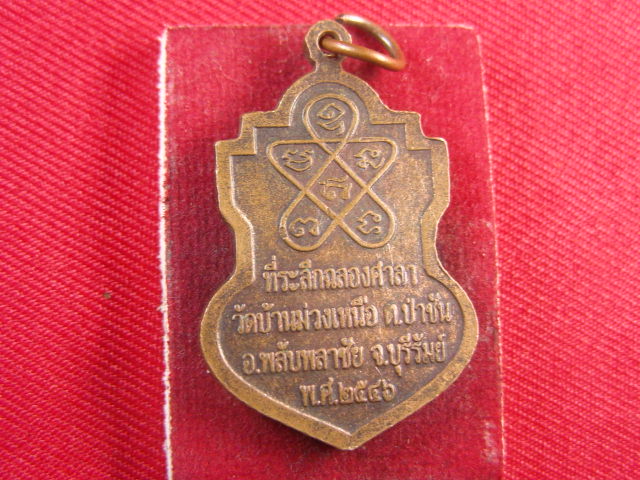 ที่ระลึกฉลองศาลา
วัดบ้านม่วงเหนือ ต.ป่าชัน
อ.พลับพลาชัย จ.บุรีรัมย์
พ.ศ.๒๕๔๖